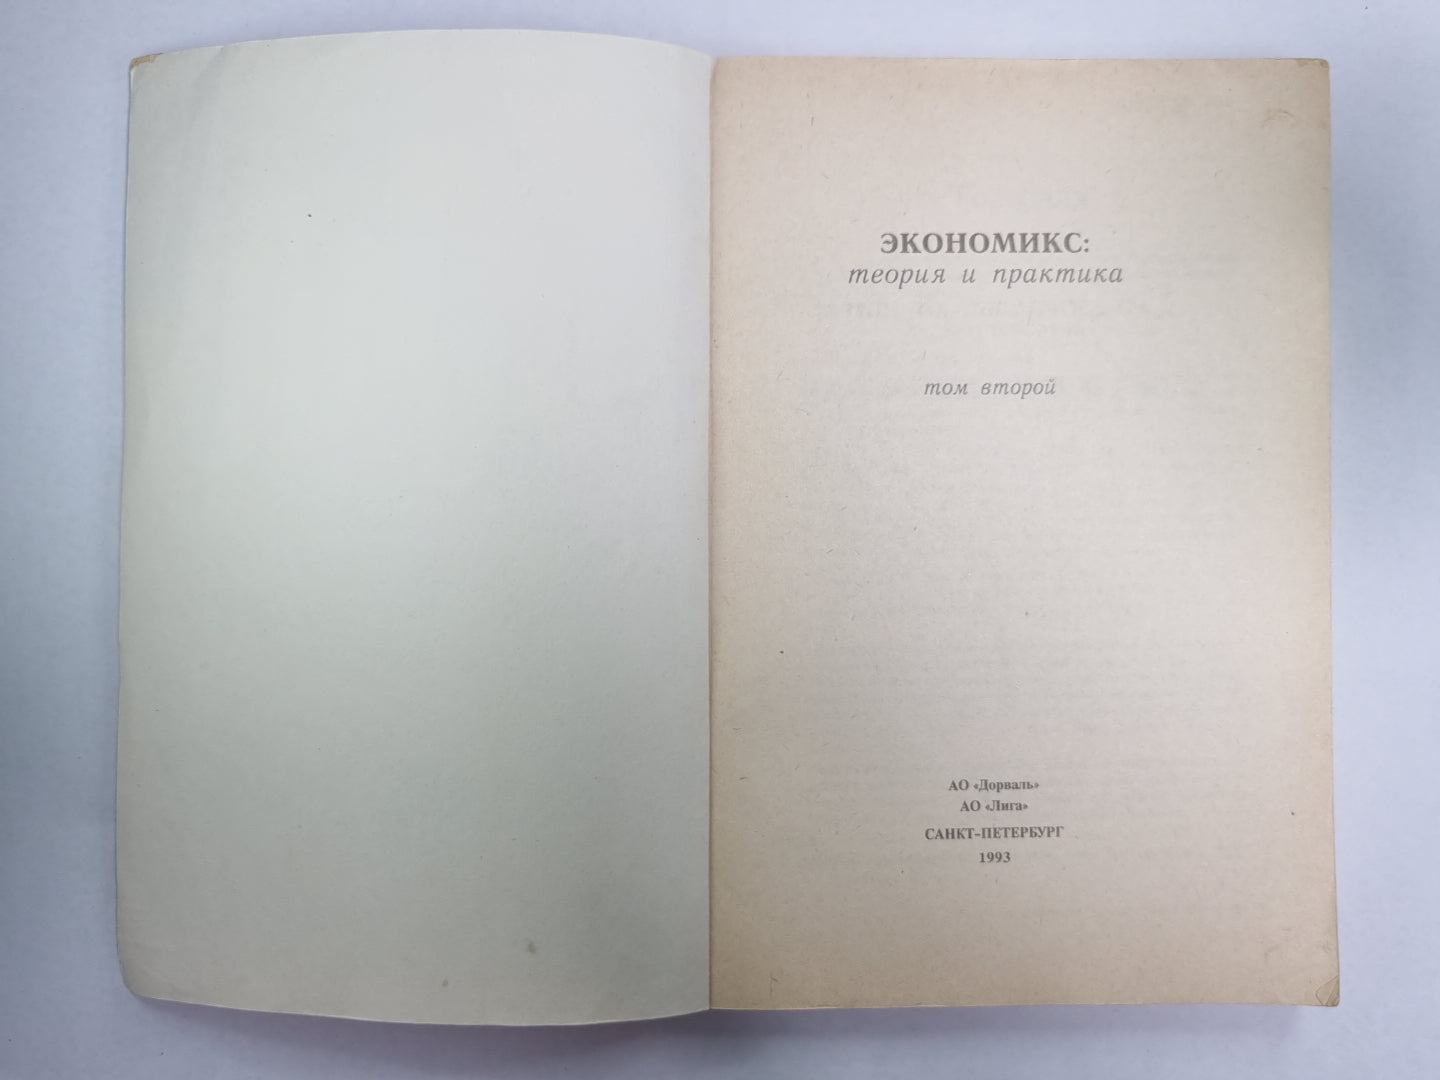 ЭКОНОМИКС:
теория и практика
том второй
АО «Дорваль»
АО «Лига»
САНКТ-ПЕТЕРБУРГ
1993